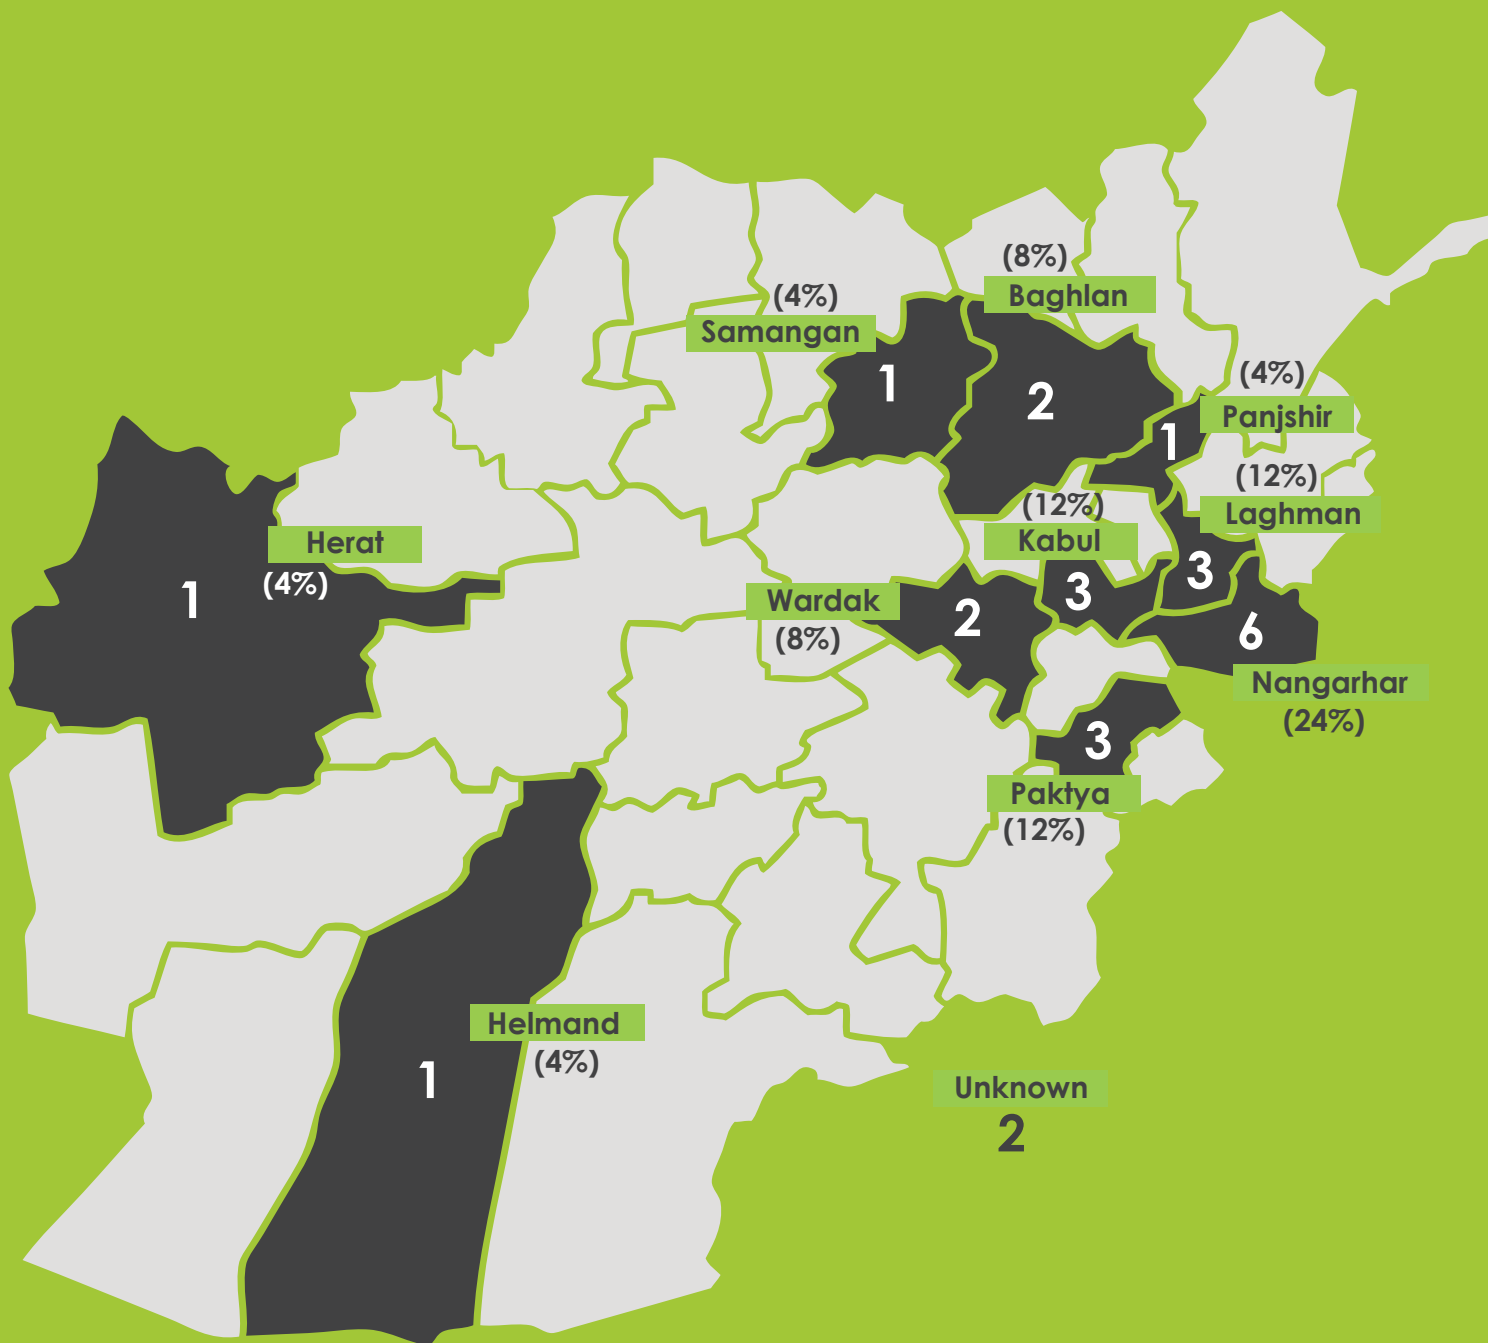 (8%)
Baghlan
(4%)
Samangan
1
2
(4%)
Panjshir
1
(12%)
Laghman
(12%)
Kabul
Herat
(4%)
1
3
3
Wardak
(8%)
2
6
Nangarhar
(24%)
3
Paktya
(12%)
Helmand
(4%)
1
Unknown
2